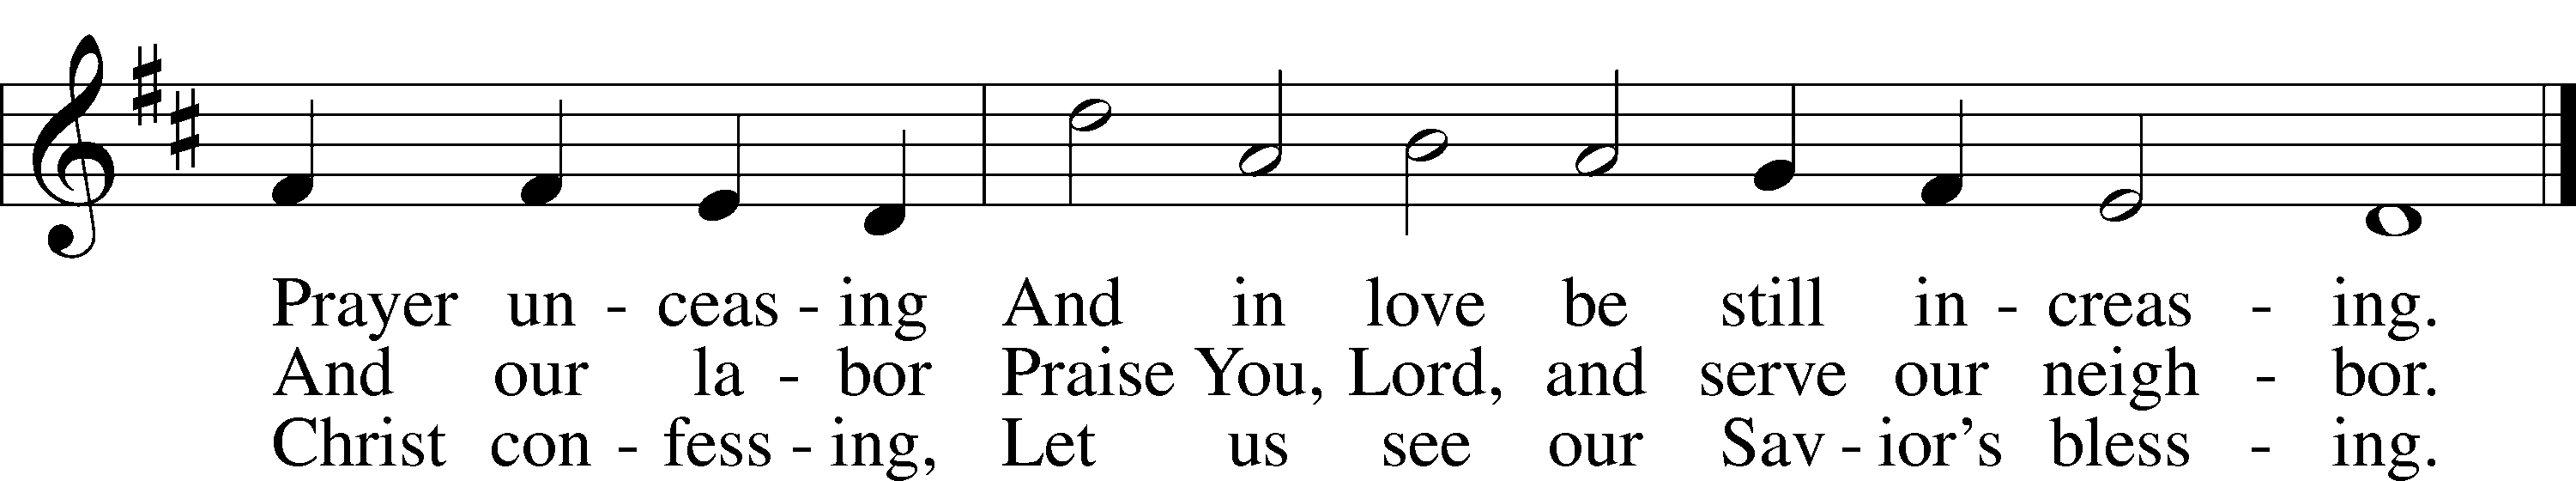 Prayer un - ceas - ing And in love be still in - creas - ing.
And our la - bor Praise You, Lord, and serve our neigh - bor.
Christ con - fess - ing, Let us see our Sav - ior's bless - ing.